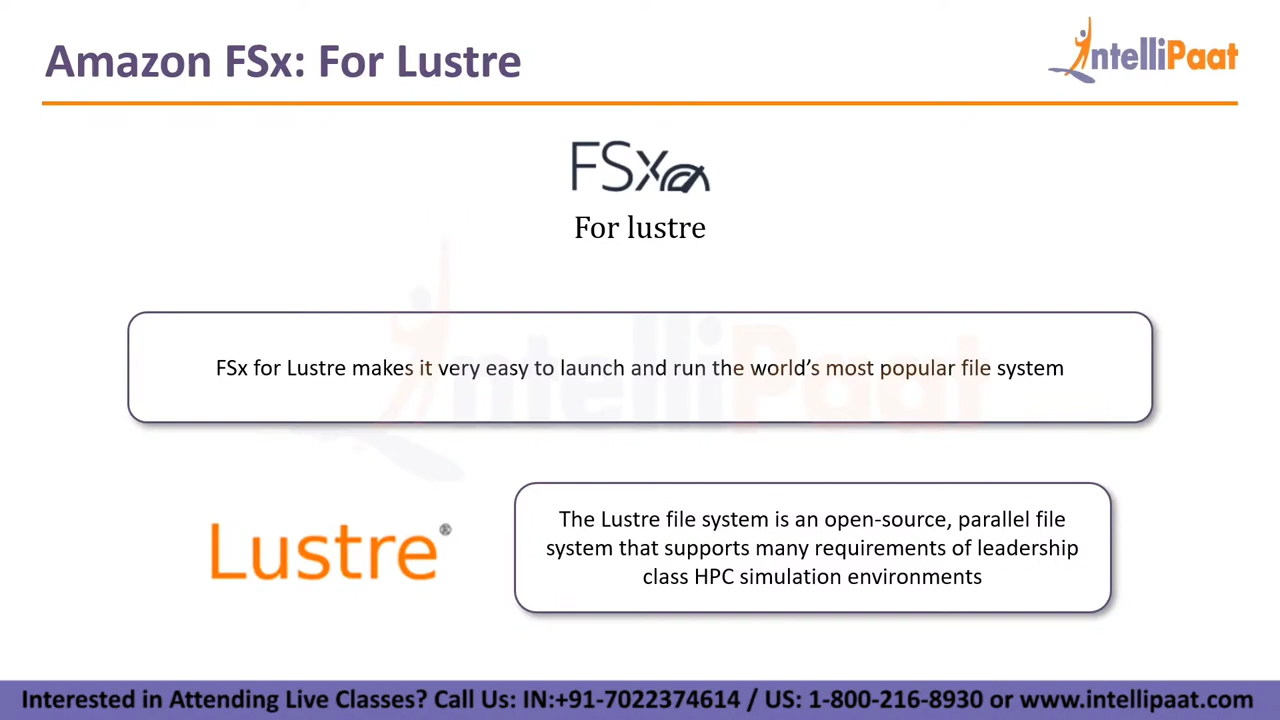 Amazon FSx: For Lustre
IntelliPaat
FSx
For lustre
FSx for Lustre makes it very easy to launch and run the world’s most popular file system
IntelliPaat
Lustre®
The Lustre file system is an open-source, parallel file
system that supports many requirements of leadership
class HPC simulation environments
Interested in Attending Live Classes? Call Us: IN:+91-7022374614 / US: 1-800-216-8930 or www.intellipaat.com